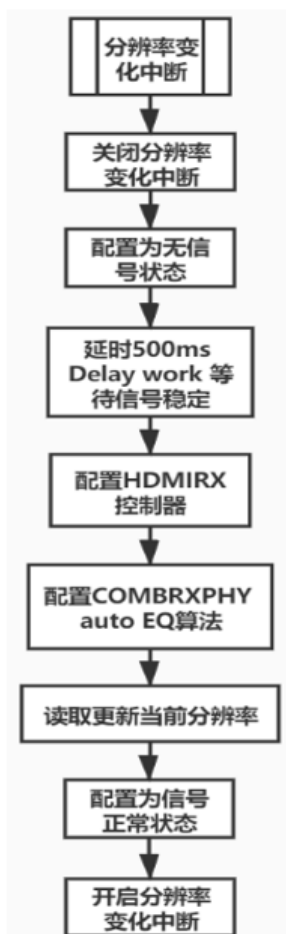 分辨率变
化中断
关闭分辨率
变化中断
配置为无信
号状态
延时500ms
Delay work 等
待信号稳定
配置HDMIRX
控制器
配置COMBRXPHY
auto EQ算法
读取更新当前分辨率
配置为信号
正常状态
开启分辨率
变化中断